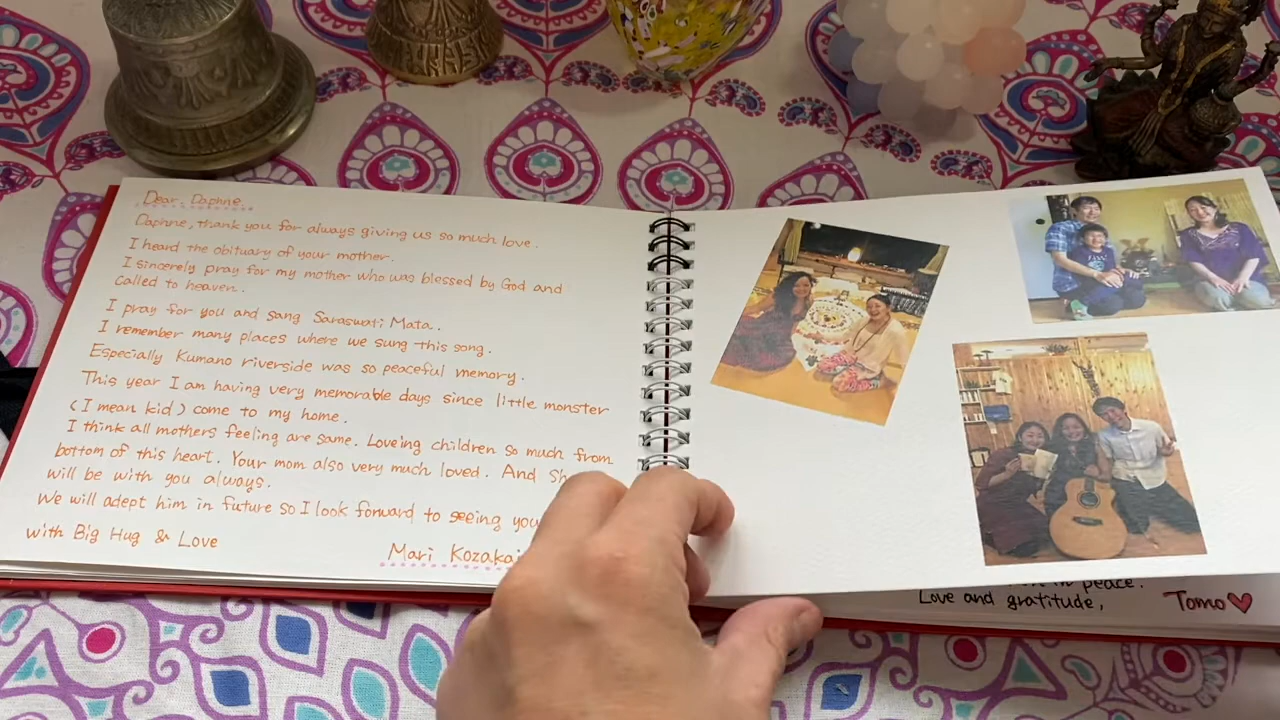 Dear. Daphne.
Daphne, thank you for always giving us so much love.
I heard the obituary of your mother.
I sincerely pray for my mother who was blessed by God and
called to heaven.
I pray for you and sang Saraswati Mata.
I remember many places where we sung this song.
Especially Kumano riverside was so peaceful memory.
This year I am having very memorable days since little monster
(I mean kid) come to my home.
I think all mothers feeling are same. Loveing children so much from
bottom of this heart. Your mom also very much loved. And Sh
will be with you always.
We will adept him in future so I look forward to seeing you
with Big Hug & Love
Mari Kozakai
in peace.
Love and gratitude,
Tomo